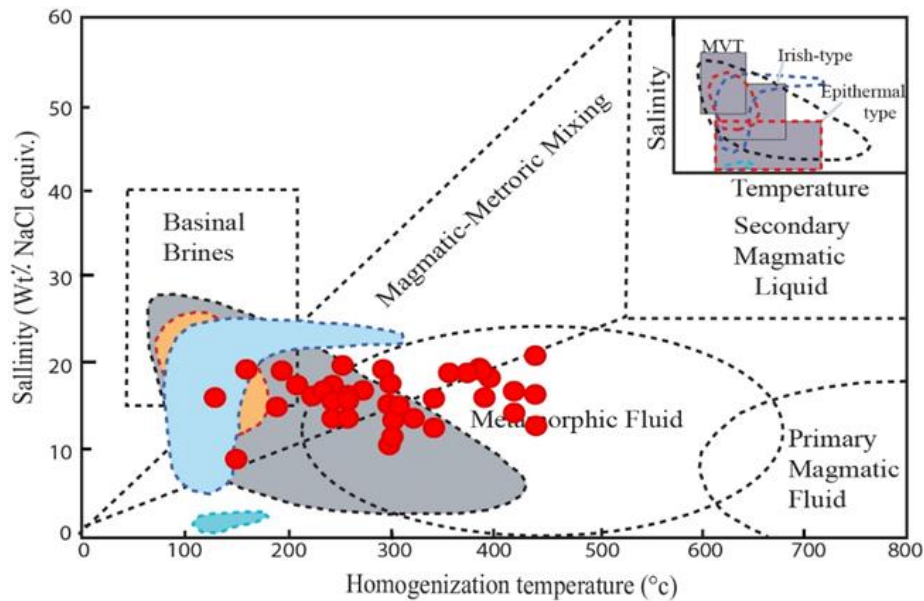 60
50
40
30
20
10
0
Sallinity (Wt% NaCl equiv.)
0 100 200 300 400 500 600 700 800
Homogenization temperature (°c)
Basinal
Brines
Magmatic-Metroric Mixing
Metamorphic Fluid
Secondary
Magmatic
Liquid
Primary
Magmatic
Fluid
MVT
Irish-type
Epithermal
type
Salinity
Temperature